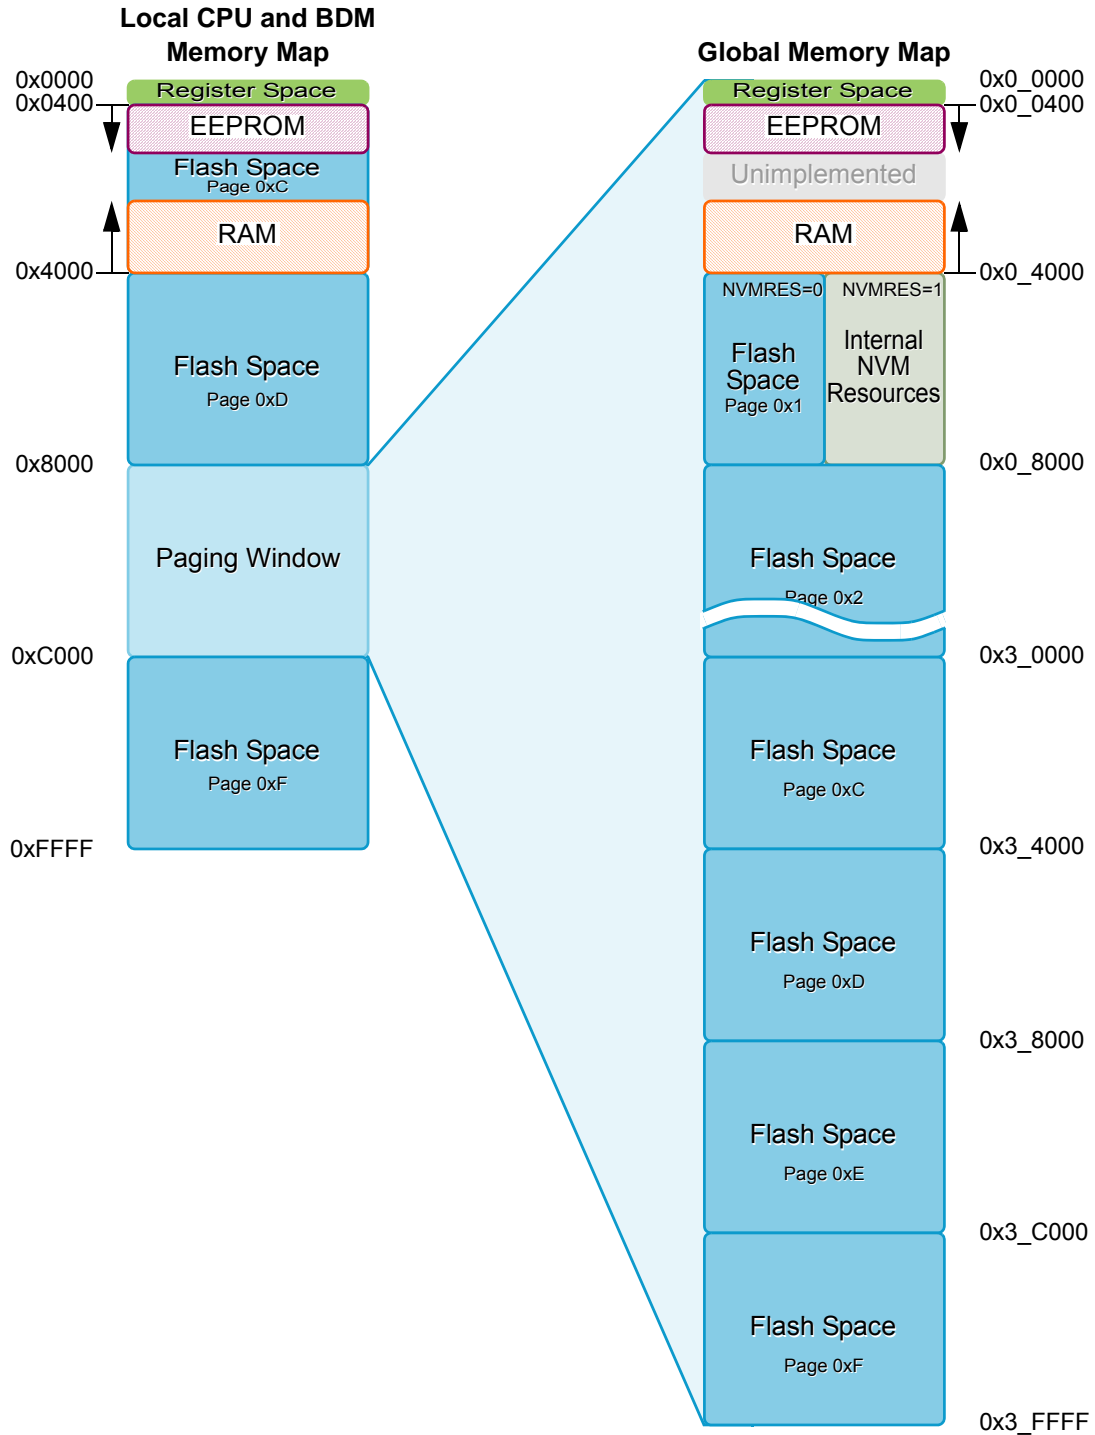 Local CPU and BDM
Memory Map
0x0000
Register Space
0x0400
EEPROM
Flash Space
Page 0xC
RAM
0x4000
Flash Space
Page 0xD
0x8000
Paging Window
0xC000
Flash Space
Page 0xF
0xFFFF
Global Memory Map
0x0_0000
Register Space
0x0_0400
EEPROM
Unimplemented
RAM
0x0_4000
NVMRES=0
Flash
Space
Page 0x1
NVMRES=1
Internal
NVM
Resources
0x0_8000
Flash Space
Page 0x2
0x3_0000
Flash Space
Page 0xC
0x3_4000
Flash Space
Page 0xD
0x3_8000
Flash Space
Page 0xE
0x3_C000
Flash Space
Page 0xF
0x3_FFFF